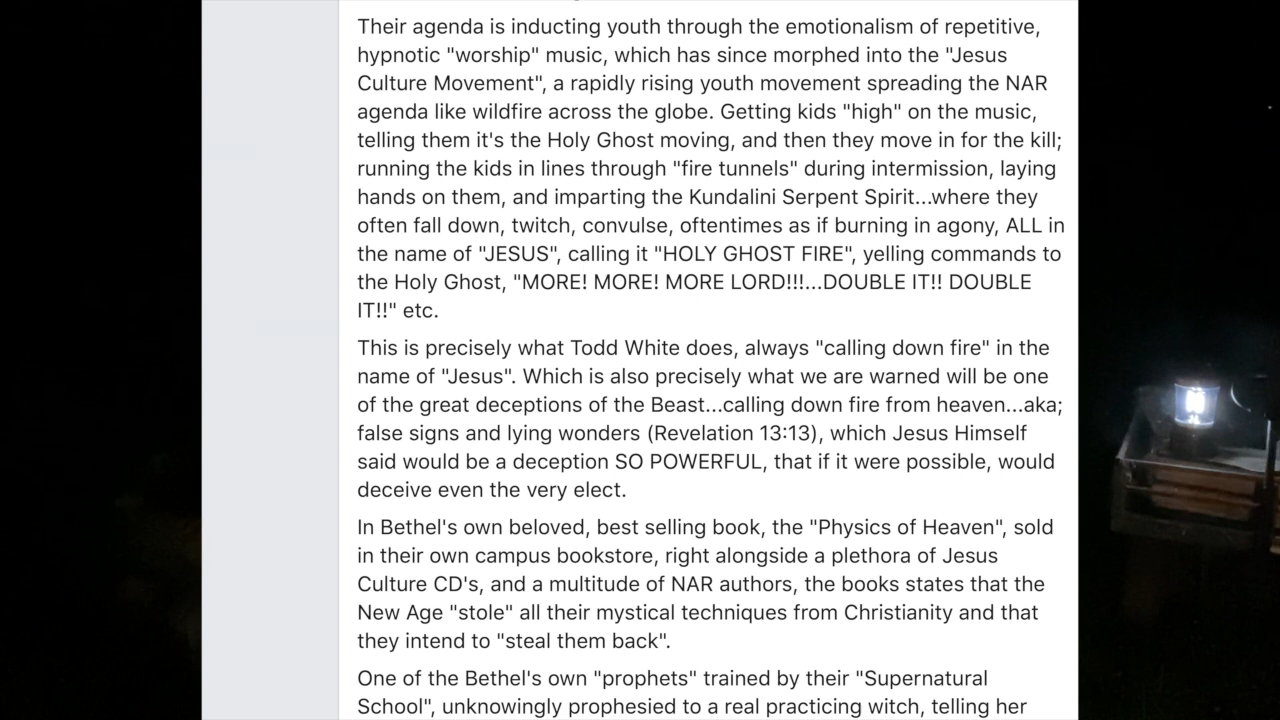 Their agenda is inducting youth through the emotionalism of repetitive,
hypnotic "worship" music, which has since morphed into the "Jesus
Culture Movement", a rapidly rising youth movement spreading the NAR
agenda like wildfire across the globe. Getting kids "high" on the music,
telling them it's the Holy Ghost moving, and then they move in for the kill;
running the kids in lines through "fire tunnels" during intermission, laying
hands on them, and imparting the Kundalini Serpent Spirit...where they
often fall down, twitch, convulse, oftentimes as if burning in agony, ALL in
the name of "JESUS", calling it "HOLY GHOST FIRE", yelling commands to
the Holy Ghost, "MORE! MORE! MORE LORD!!!...DOUBLE IT!! DOUBLE
IT!!" etc.
This is precisely what Todd White does, always "calling down fire" in the
name of "Jesus". Which is also precisely what we are warned will be one
of the great deceptions of the Beast...calling down fire from heaven...aka;
false signs and lying wonders (Revelation 13:13), which Jesus Himself
said would be a deception SO POWERFUL, that if it were possible, would
deceive even the very elect.
In Bethel's own beloved, best selling book, the "Physics of Heaven", sold
in their own campus bookstore, right alongside a plethora of Jesus
Culture CD's, and a multitude of NAR authors, the books states that the
New Age "stole" all their mystical techniques from Christianity and that
they intend to "steal them back".
One of the Bethel's own "prophets" trained by their "Supernatural
School", unknowingly prophesied to a real practicing witch, telling her